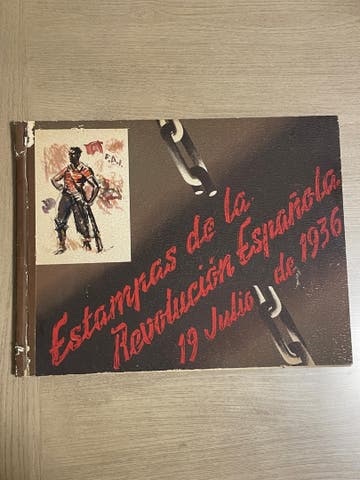 F.A.I.
Estampas de la
Revolución Española
19 Julio de 1936